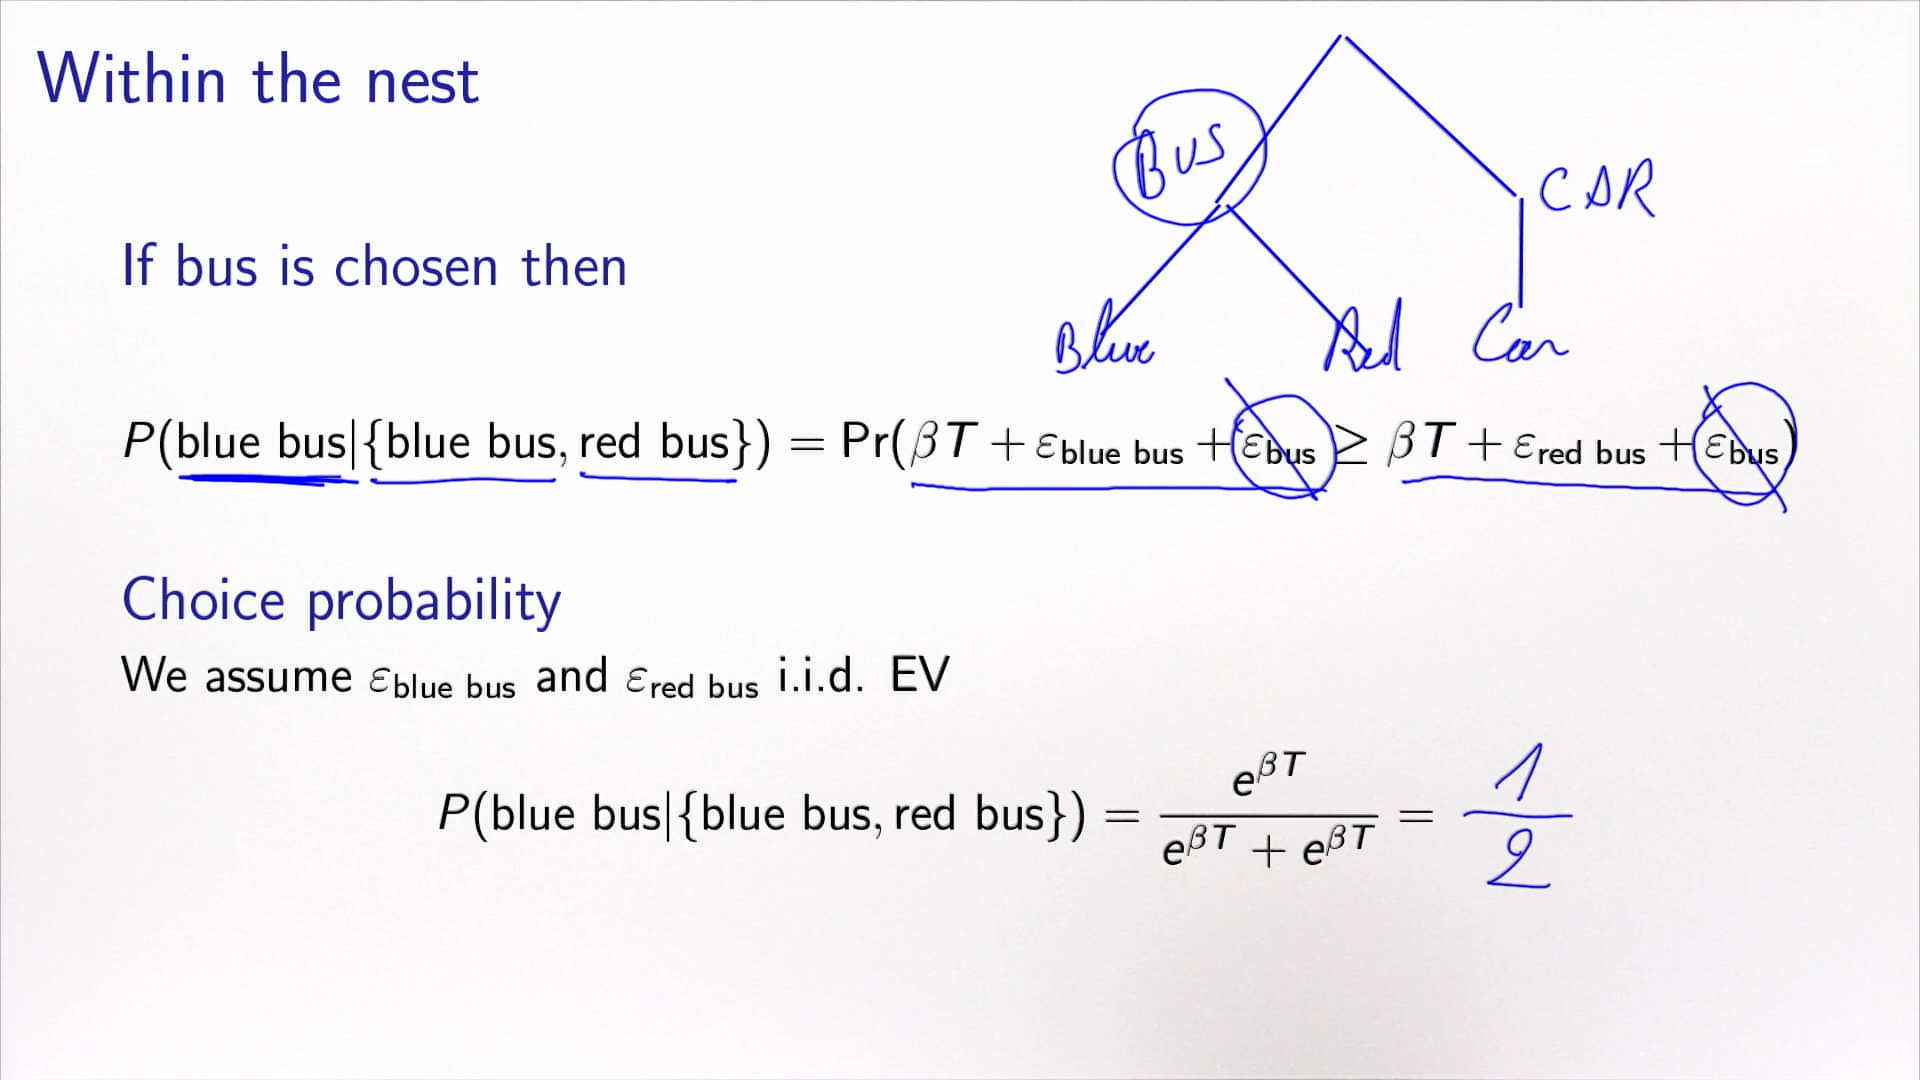 Within the nest
BUS
CAR
If bus is chosen then
Blue Red Car
P(blue bus|{blue bus, red bus}) = Pr(βT + ε_blue bus + ε_bus ≥ βT + ε_red bus + ε_bus)
Choice probability
We assume ε_blue bus and ε_red bus i.i.d. EV
P(blue bus|{blue bus, red bus}) = e^{βT} / (e^{βT} + e^{βT}) = 1/2